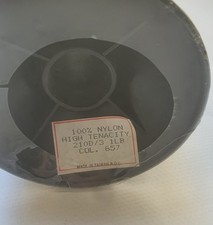 100% NYLON
HIGH TENACITY
210D/3 1LB
COL. 657